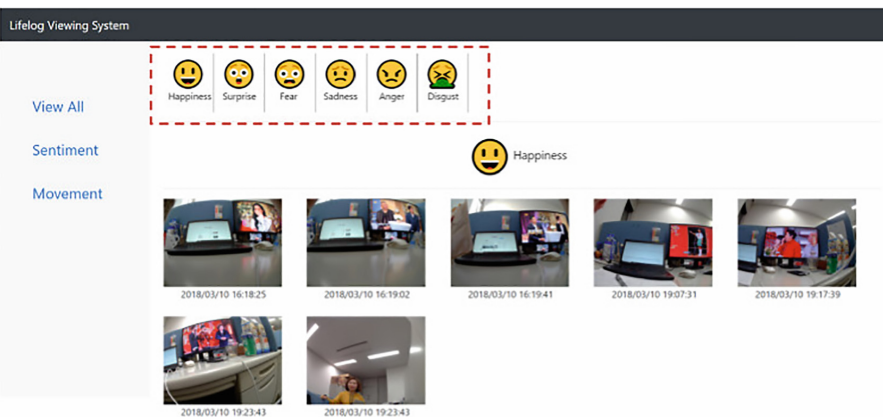 Lifelog Viewing System
Happiness Surprise Fear Sadness Anger Disgust
View All
Sentiment
Movement
Happiness
2018/03/10 16:18:25 2018/03/10 16:19:02 2018/03/10 16:19:41 2018/03/10 19:07:31 2018/03/10 19:17:39
2018/03/10 19:23:43 2018/03/10 19:23:43